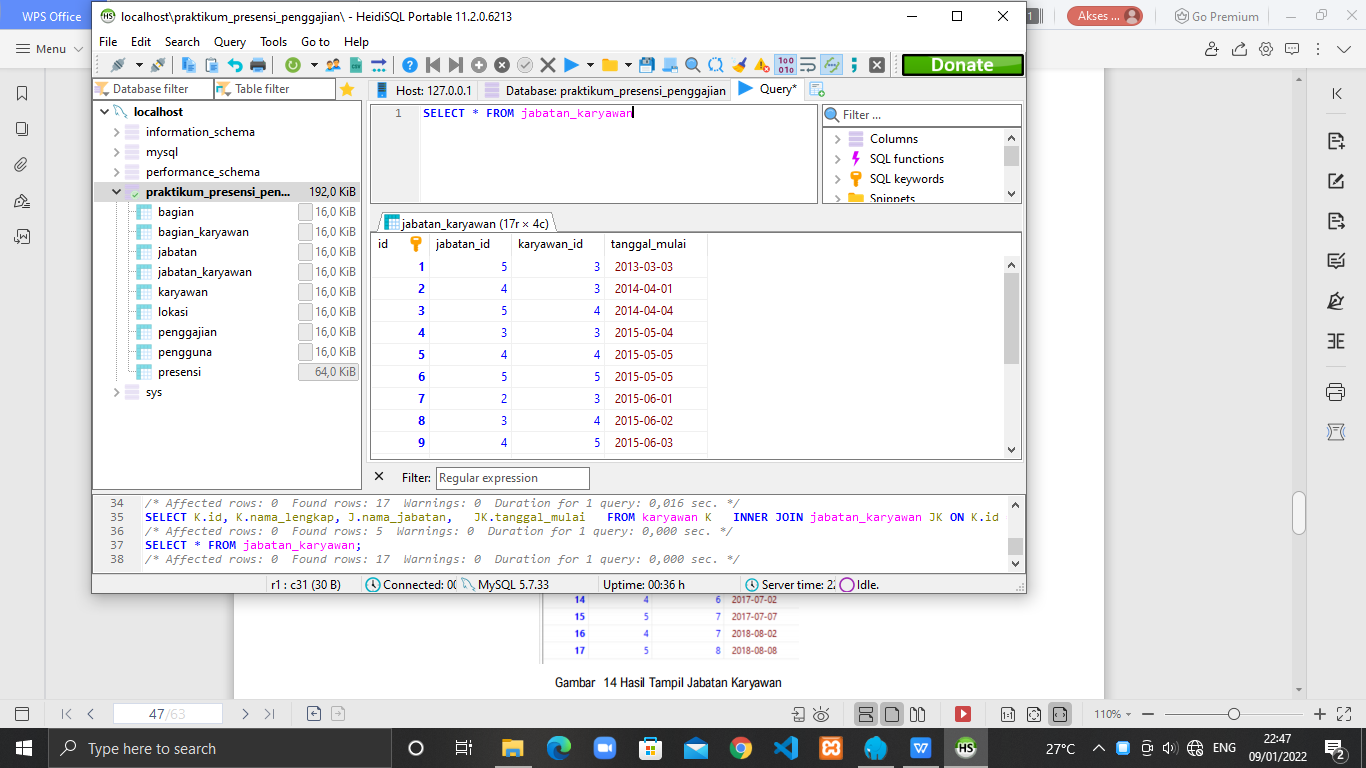 WPS Office
localhost\praktikum_presensi_penggajian\ - HeidiSQL Portable 11.2.0.6213
1
Akses ...
Go Premium
Menu
File Edit Search Query Tools Go to Help
Donate
Database filter
Table filter
Host: 127.0.0.1
Database: praktikum_presensi_penggajian
Query*
localhost
information_schema
mysql
performance_schema
praktikum_presensi_pen... 192,0 KiB
bagian 16,0 KiB
bagian_karyawan 16,0 KiB
jabatan 16,0 KiB
jabatan_karyawan 16,0 KiB
karyawan 16,0 KiB
lokasi 16,0 KiB
penggajian 16,0 KiB
pengguna 16,0 KiB
presensi 64,0 KiB
sys
1 SELECT * FROM jabatan_karyawan
Filter ...
Columns
SQL functions
SQL keywords
Snippets
jabatan_karyawan (17r × 4c)
id jabatan_id karyawan_id tanggal_mulai
1 5 3 2013-03-03
2 4 3 2014-04-01
3 5 4 2014-04-04
4 3 3 2015-05-04
5 4 4 2015-05-05
6 5 5 2015-05-05
7 2 3 2015-06-01
8 3 4 2015-06-02
9 4 5 2015-06-03
Filter: Regular expression
34 /* Affected rows: 0 Found rows: 17 Warnings: 0 Duration for 1 query: 0,016 sec. */
35 SELECT K.id, K.nama_lengkap, J.nama_jabatan, JK.tanggal_mulai FROM karyawan K INNER JOIN jabatan_karyawan JK ON K.id
36 /* Affected rows: 0 Found rows: 5 Warnings: 0 Duration for 1 query: 0,000 sec. */
37 SELECT * FROM jabatan_karyawan;
38 /* Affected rows: 0 Found rows: 17 Warnings: 0 Duration for 1 query: 0,000 sec. */
r1 : c31 (30 B)
Connected: 00
MySQL 5.7.33
Uptime: 00:36 h
Server time: 22
Idle.
14 4 6 2017-07-02
15 5 7 2017-07-07
16 4 7 2018-08-02
17 5 8 2018-08-08
Gambar 14 Hasil Tampil Jabatan Karyawan
47/63
110%
Type here to search
27°C
ENG
22:47
09/01/2022
2